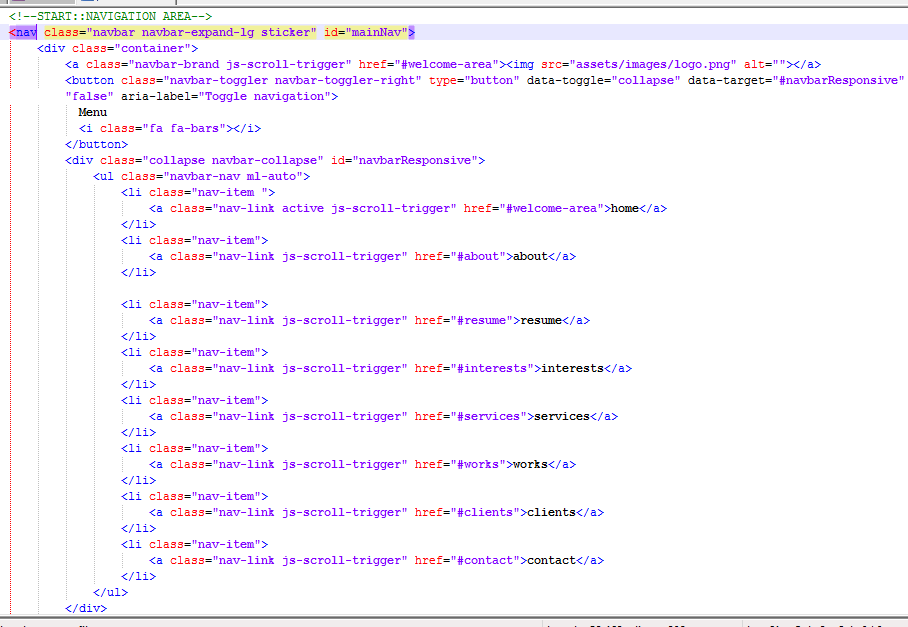 <!--START::NAVIGATION AREA-->
<nav class="navbar navbar-expand-lg sticker" id="mainNav">
<div class="container">
<a class="navbar-brand js-scroll-trigger" href="#welcome-area"><img src="assets/images/logo.png" alt=""></a>
<button class="navbar-toggler navbar-toggler-right" type="button" data-toggle="collapse" data-target="#navbarResponsive"
"false" aria-label="Toggle navigation">
Menu
<i class="fa fa-bars"></i>
</button>
<div class="collapse navbar-collapse" id="navbarResponsive">
<ul class="navbar-nav ml-auto">
<li class="nav-item ">
<a class="nav-link active js-scroll-trigger" href="#welcome-area">home</a>
</li>
<li class="nav-item">
<a class="nav-link js-scroll-trigger" href="#about">about</a>
</li>
<li class="nav-item">
<a class="nav-link js-scroll-trigger" href="#resume">resume</a>
</li>
<li class="nav-item">
<a class="nav-link js-scroll-trigger" href="#interests">interests</a>
</li>
<li class="nav-item">
<a class="nav-link js-scroll-trigger" href="#services">services</a>
</li>
<li class="nav-item">
<a class="nav-link js-scroll-trigger" href="#works">works</a>
</li>
<li class="nav-item">
<a class="nav-link js-scroll-trigger" href="#clients">clients</a>
</li>
<li class="nav-item">
<a class="nav-link js-scroll-trigger" href="#contact">contact</a>
</li>
</ul>
</div>